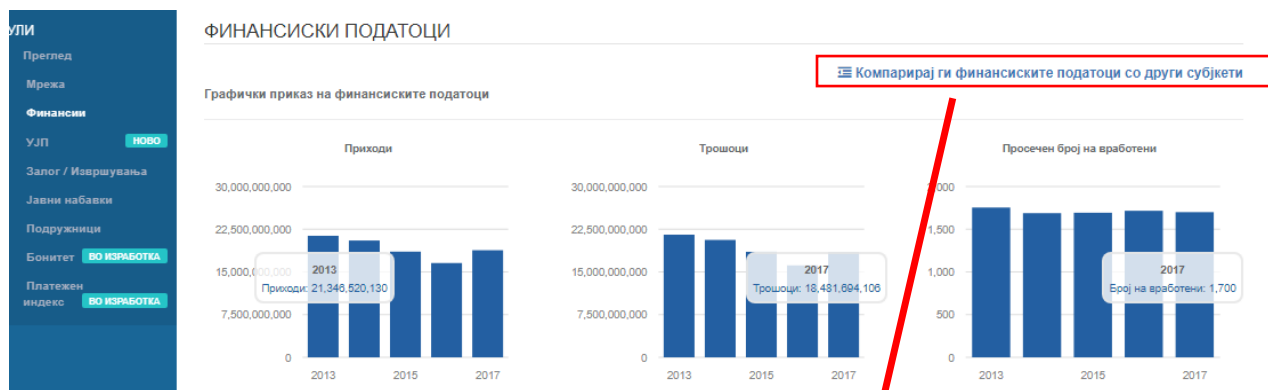 УЛИ
Преглед
Мрежа
Финансии
УЈП НОВО
Залог / Извршувања
Јавни набавки
Подружници
Бонитет ВО ИЗРАБОТКА
Платежен
индекс ВО ИЗРАБОТКА
ФИНАНСИСКИ ПОДАТОЦИ
Компарирај ги финансиските податоци со други субјкети
Графички приказ на финансиските податоци
Приходи
30,000,000,000
22,500,000,000
15,000,000,000
7,500,000,000
0
2013
Приходи: 21,346,520,130
2013 2015 2017
Трошоци
30,000,000,000
22,500,000,000
15,000,000,000
7,500,000,000
0
2017
Трошоци: 18,481,694,106
2013 2015 2017
Просечен број на вработени
1,500
1,000
500
0
2017
Број на вработени: 1,700
2013 2015 2017